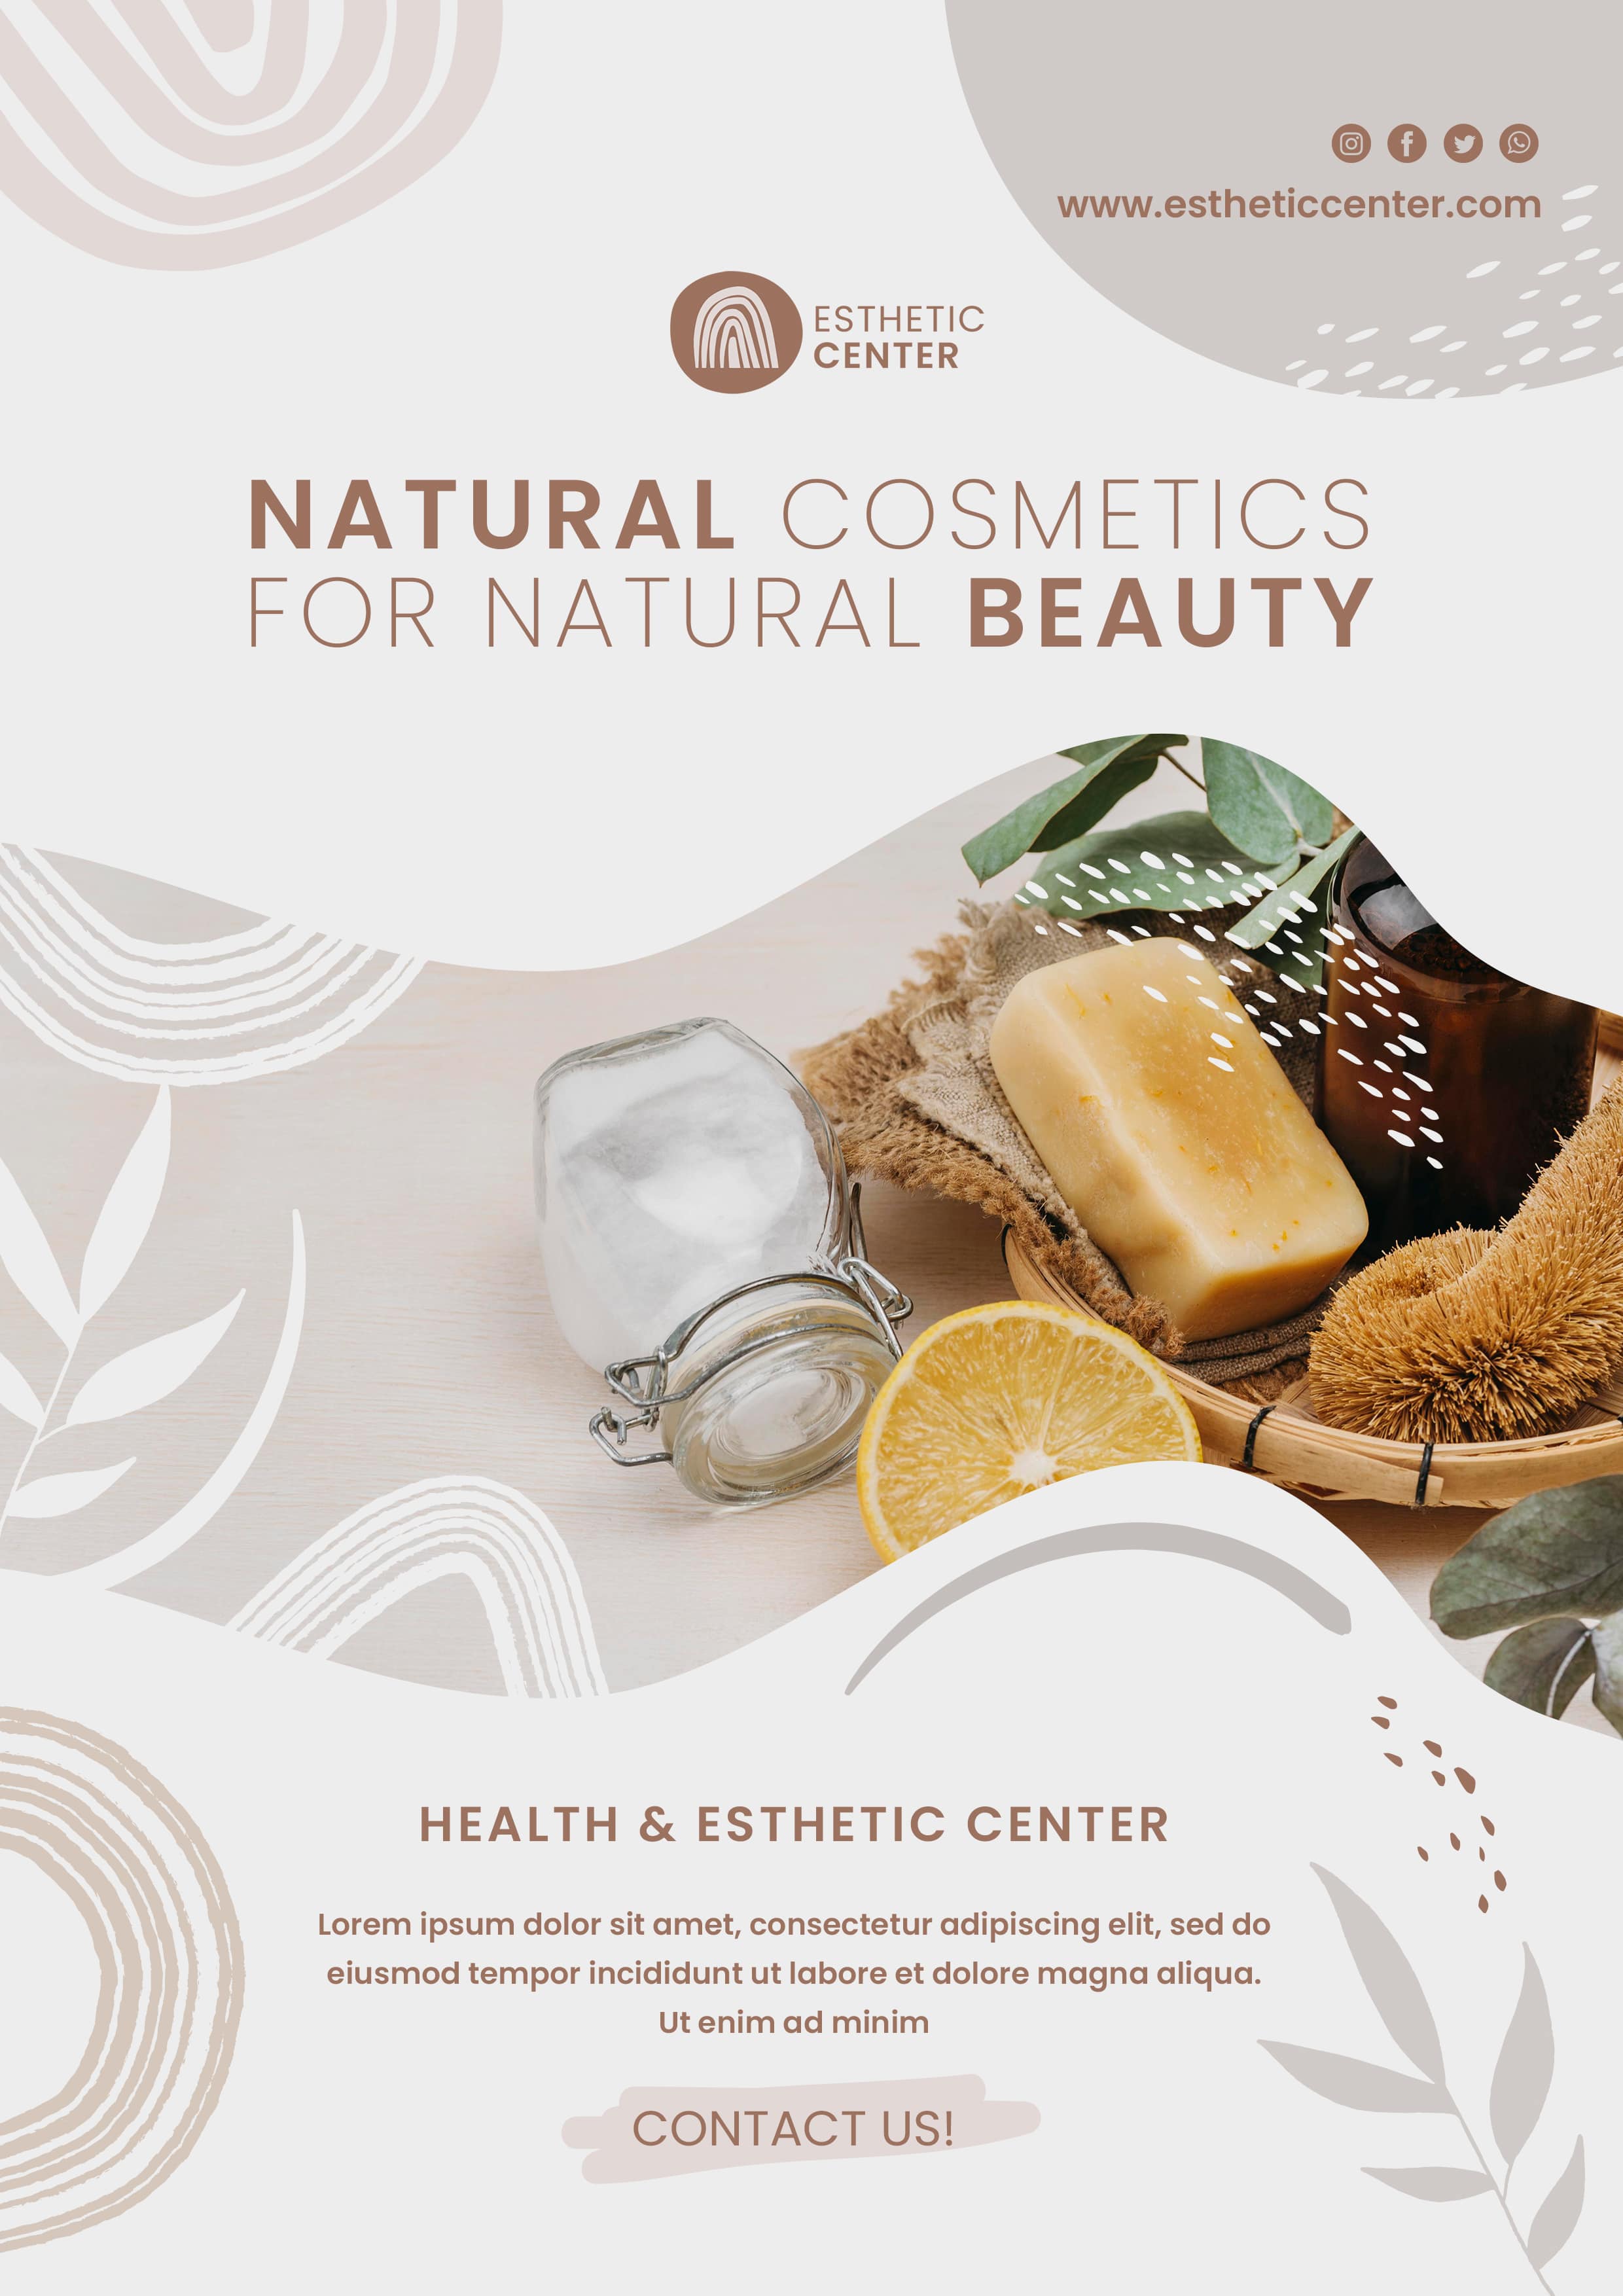 www.estheticcenter.com
ESTHETIC
CENTER
NATURAL COSMETICS
FOR NATURAL BEAUTY
HEALTH & ESTHETIC CENTER
Lorem ipsum dolor sit amet, consectetur adipiscing elit, sed do
eiusmod tempor incididunt ut labore et dolore magna aliqua.
Ut enim ad minim
CONTACT US!